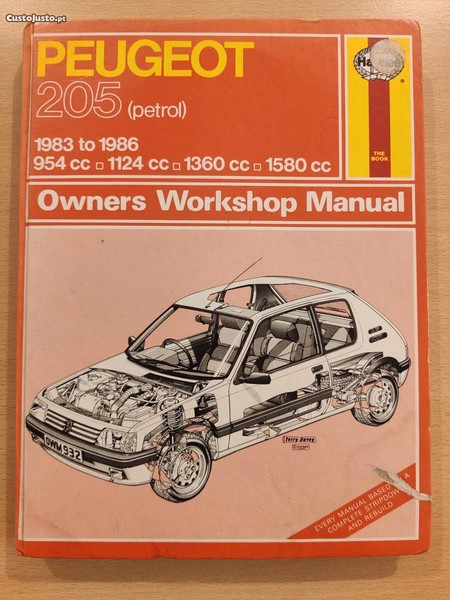 CustoJusto.pt
PEUGEOT
205 (petrol)
1983 to 1986
954 cc □ 1124 cc □ 1360 cc □ 1580 cc
Haynes
®
THE
BOOK
Owners Workshop Manual
OWM 932
Terry Davey
EVERY MANUAL BASED A
COMPLETE STRIPDOWN
AND REBUILD